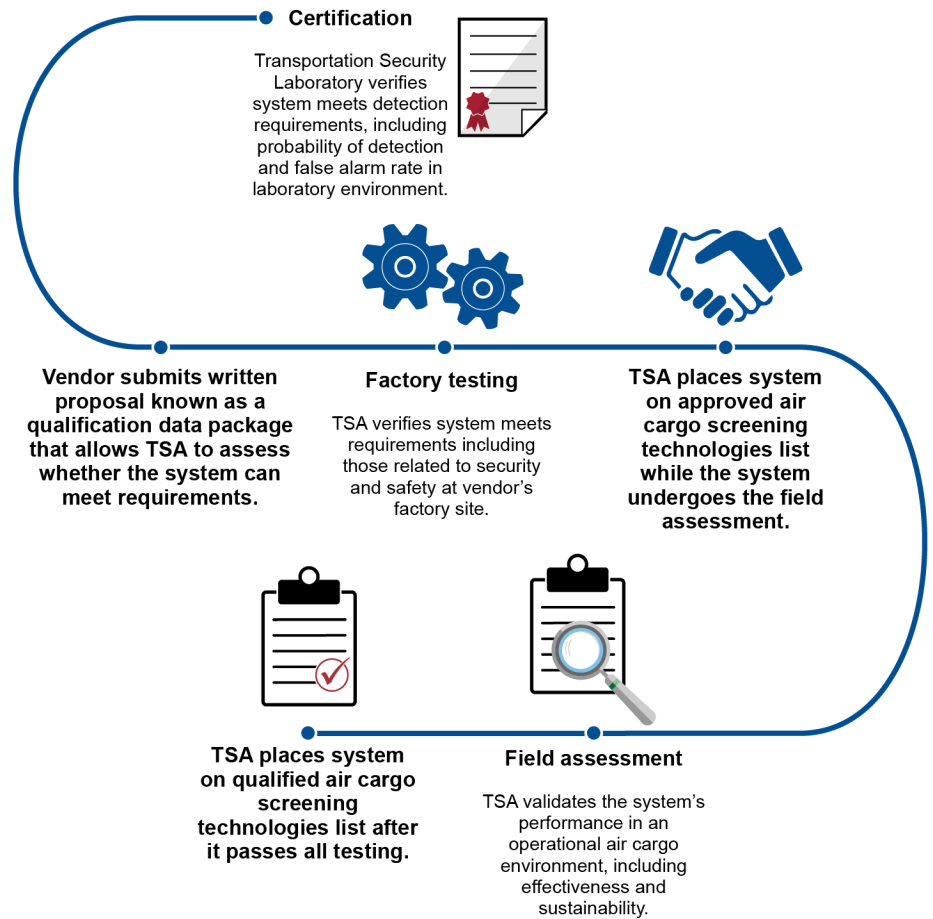 Certification
Transportation Security
Laboratory verifies
system meets detection
requirements, including
probability of detection
and false alarm rate in
laboratory environment.
Vendor submits written
proposal known as a
qualification data package
that allows TSA to assess
whether the system can
meet requirements.
Factory testing
TSA verifies system meets
requirements including
those related to security
and safety at vendor’s
factory site.
TSA places system
on approved air
cargo screening
technologies list
while the system
undergoes the field
assessment.
Field assessment
TSA validates the system’s
performance in an
operational air cargo
environment, including
effectiveness and
sustainability.
TSA places system
on qualified air cargo
screening
technologies list after
it passes all testing.